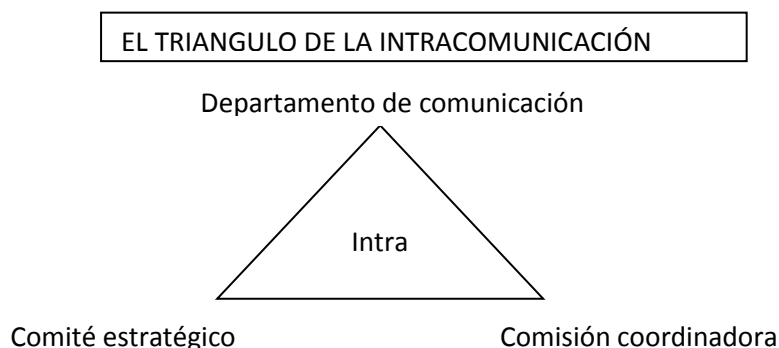 EL TRIANGULO DE LA INTRACOMUNICACIÓN
Departamento de comunicación
Intra
Comité estratégico Comisión coordinadora